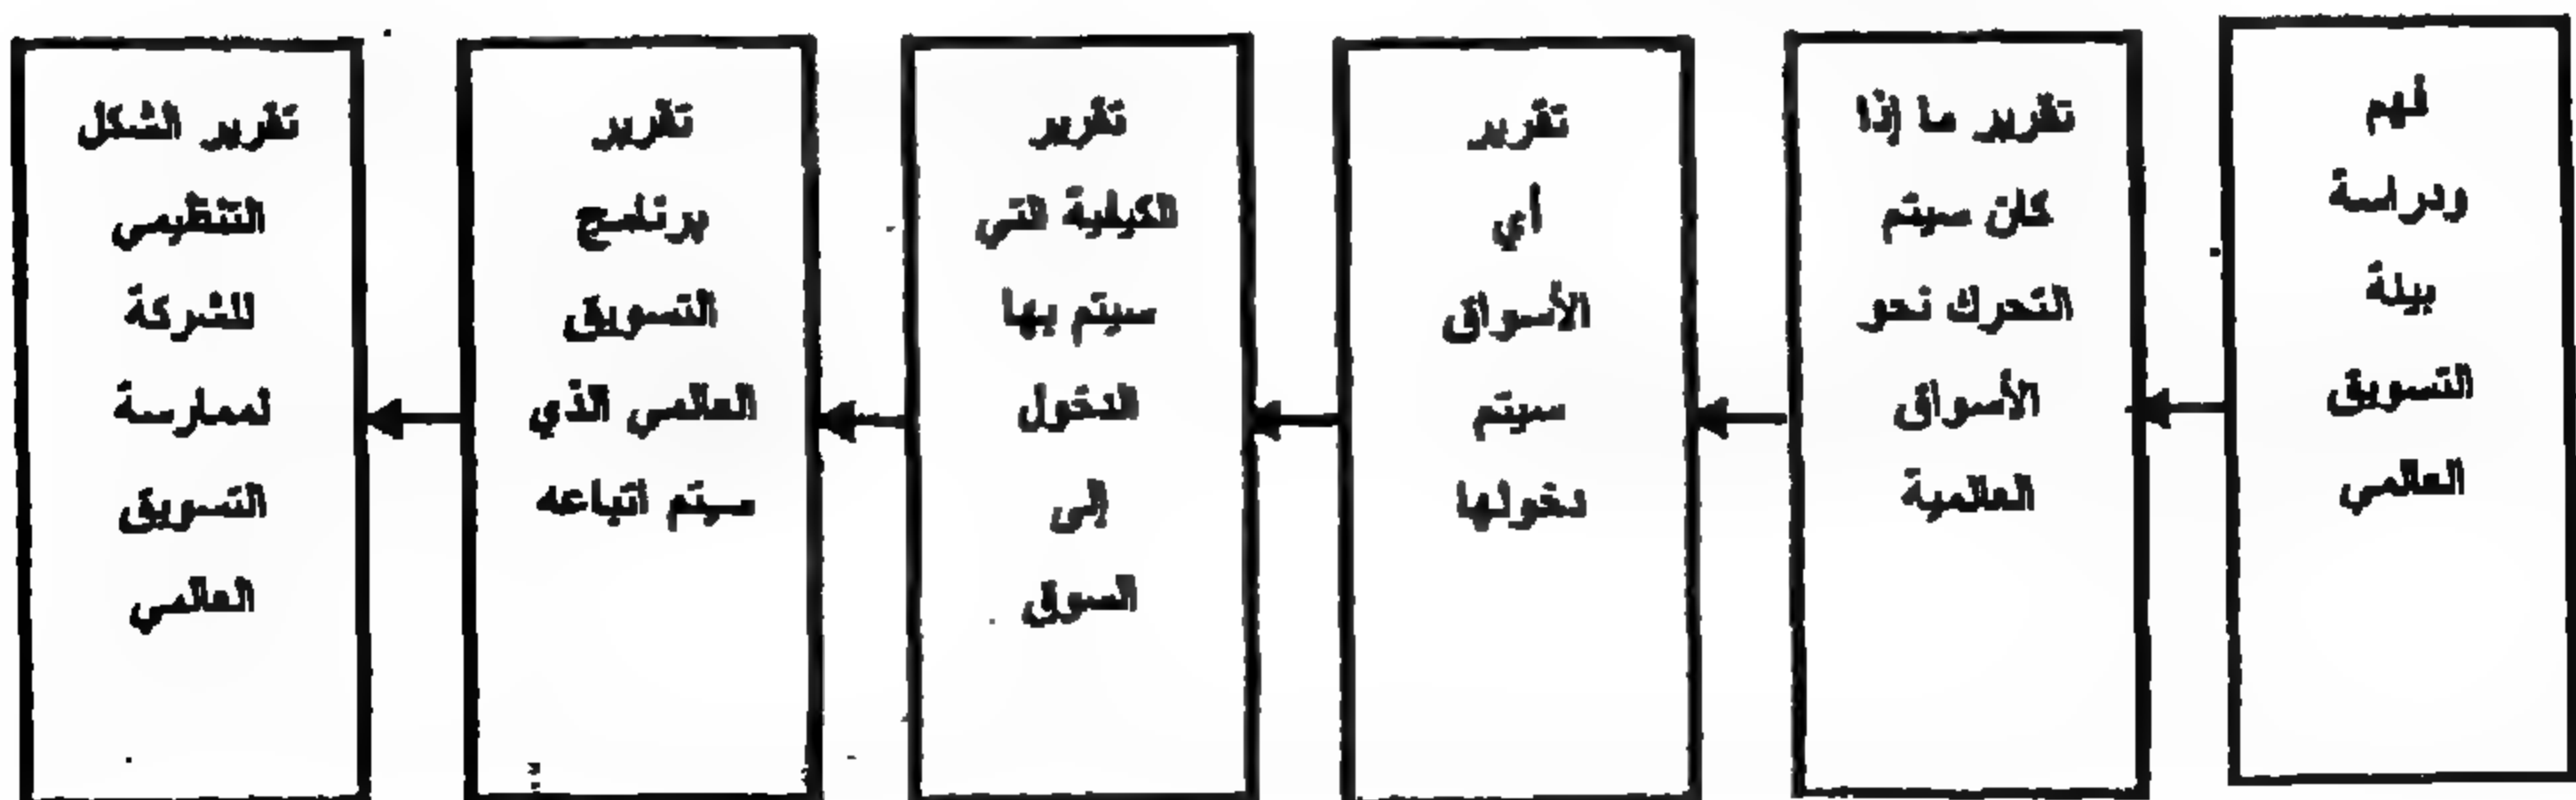 فهم
ودراسة
بيئة
التسويق
العالمي
تقرير ما إذا
كان سيتم
التحرك نحو
الأسواق
العالمية
تقرير
أي
الأسواق
سيتم
دخولها
تقرير
الكيفية التي
سيتم بها
الدخول
إلى
السوق
تقرير
برنامج
التسويق
العالمي الذي
سيتم اتباعه
تقرير الشكل
التنظيمي
للشركة
لممارسة
التسويق
العالمي